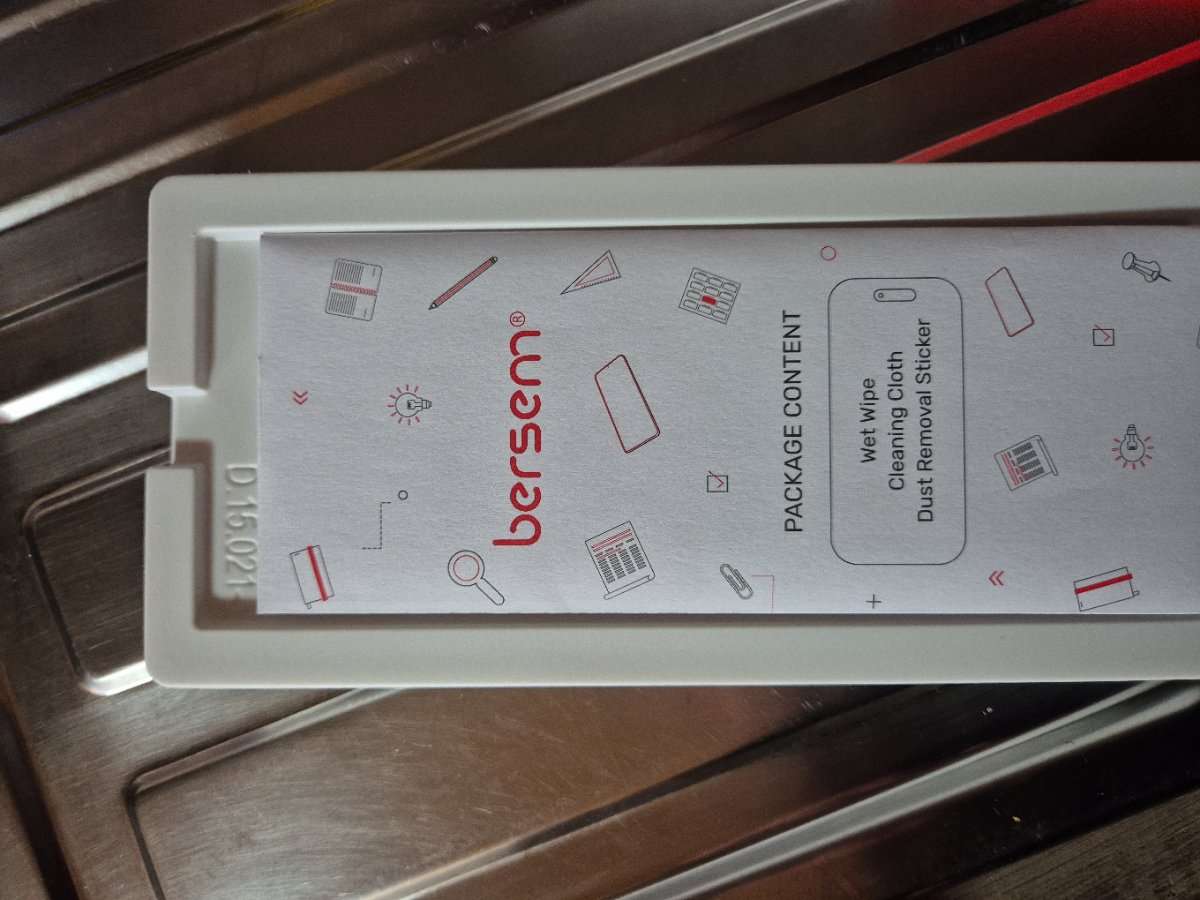 bersem®
PACKAGE CONTENT
Wet Wipe
Cleaning Cloth
Dust Removal Sticker
D.15.021